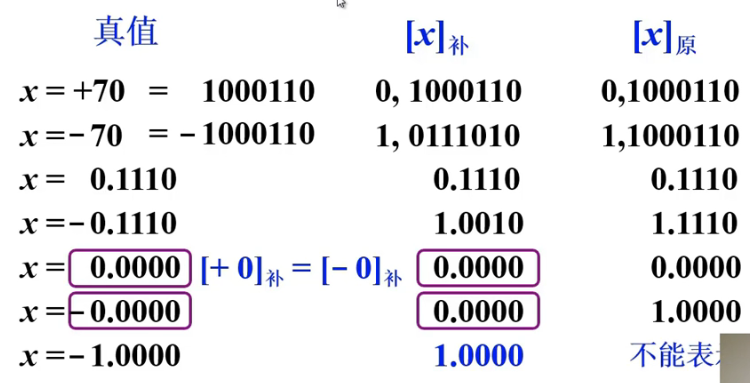 真值 [x]补 [x]原
x = +70 = 1000110 0, 1000110 0,1000110
x = − 70 = − 1000110 1, 0111010 1,1000110
x = 0.1110 0.1110 0.1110
x = − 0.1110 1.0010 1.1110
x = 0.0000 [+ 0]补 = [− 0]补 0.0000 0.0000
x = − 0.0000 0.0000 1.0000
x = − 1.0000 1.0000 不能表